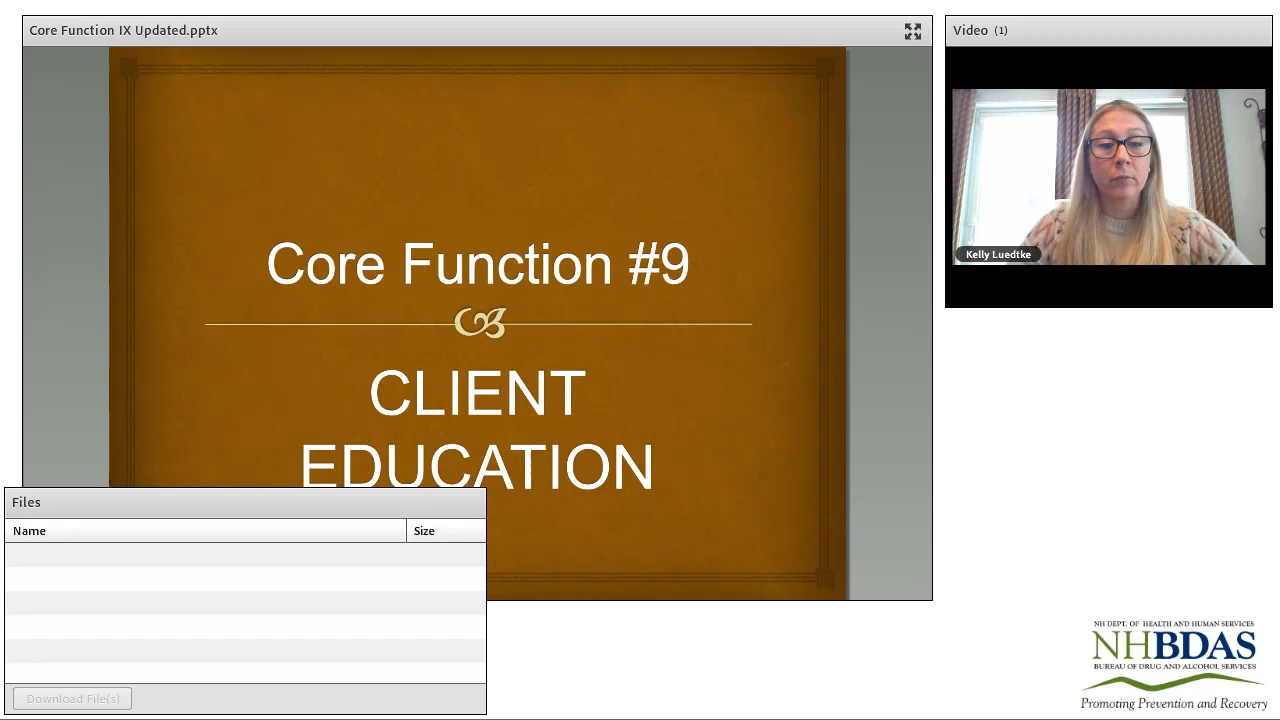 Core Function IX Updated.pptx
Video (1)
Core Function #9
CLIENT
EDUCATION
Kelly Luedtke
Files
Name
Size
Download File(s)
NH DEPT. OF HEALTH AND HUMAN SERVICES
NHBDAS
BUREAU OF DRUG AND ALCOHOL SERVICES
Promoting Prevention and Recovery